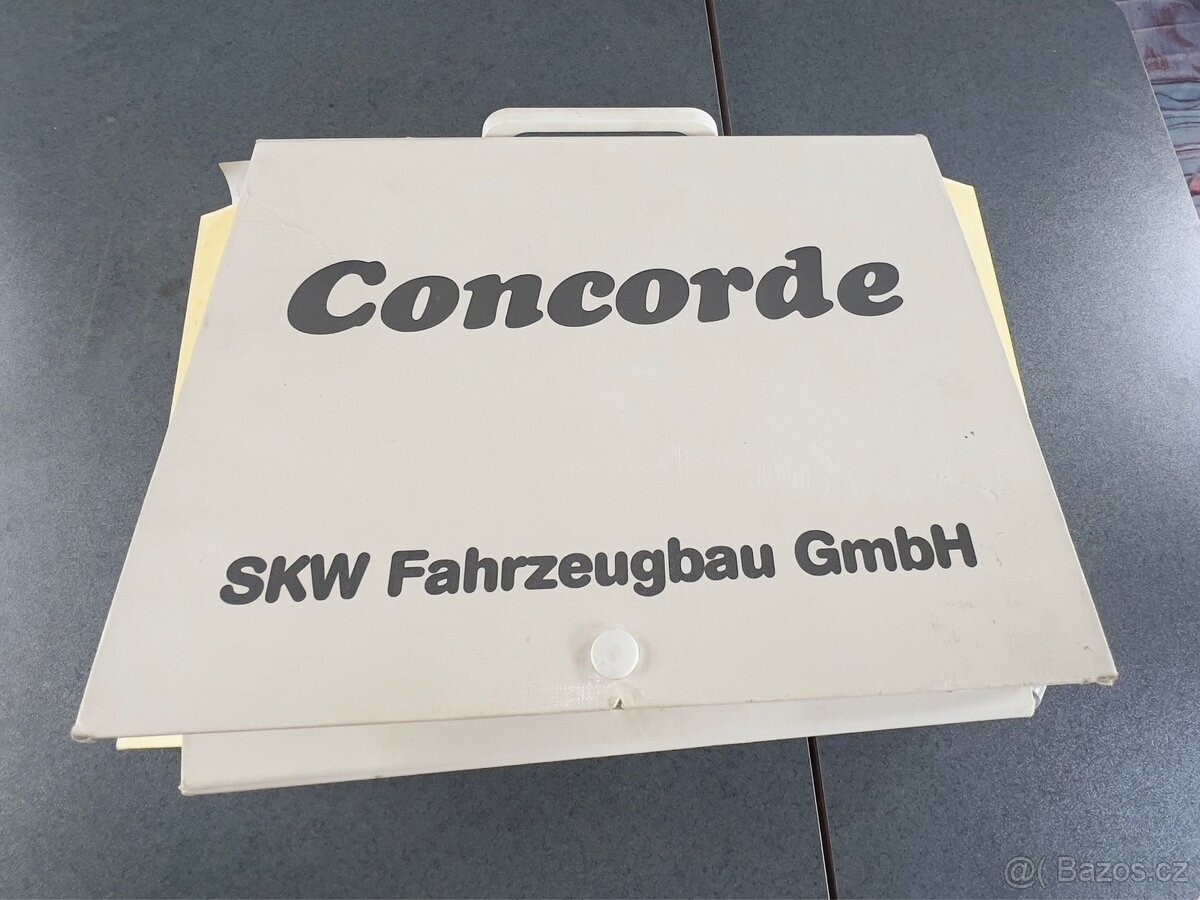 Concorde
SKW Fahrzeugbau GmbH
@( Bazos.cz